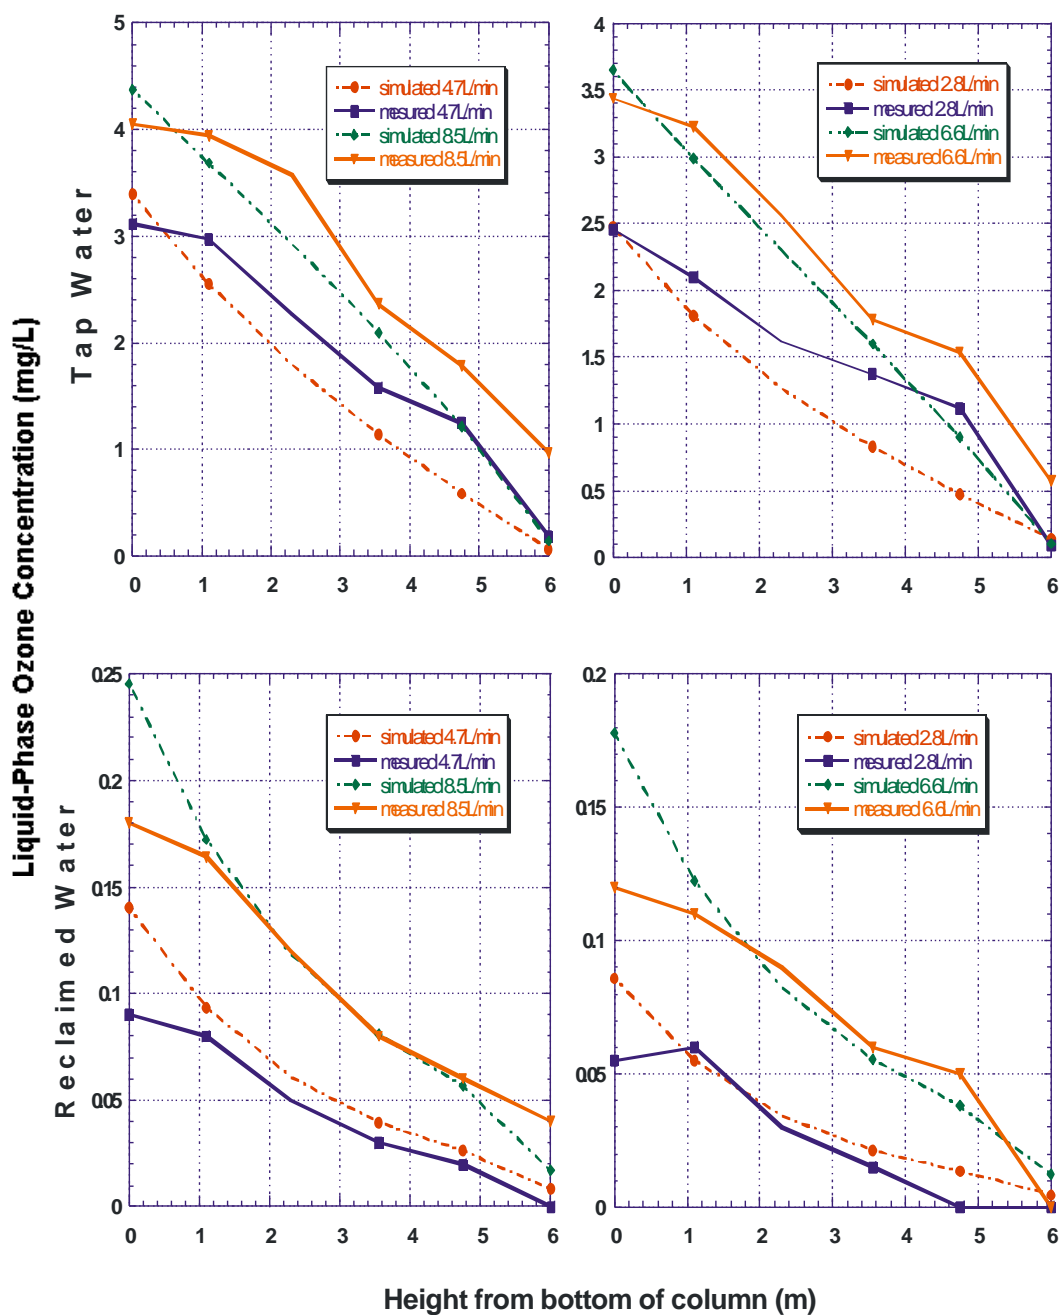 Liquid-Phase Ozone Concentration (mg/L)
Tap Water
5
4
3
2
1
0
0 1 2 3 4 5 6
simulated 4.7L/min
mesured 4.7L/min
simulated 8.5L/min
measured 8.5L/min
4
3.5
3
2.5
2
1.5
1
0.5
0
0 1 2 3 4 5 6
simulated 2.8L/min
mesured 2.8L/min
simulated 6.6L/min
measured 6.6L/min
Reclaimed Water
0.25
0.2
0.15
0.1
0.05
0
0 1 2 3 4 5 6
simulated 4.7L/min
mesured 4.7L/min
simulated 8.5L/min
measured 8.5L/min
0.2
0.15
0.1
0.05
0
0 1 2 3 4 5 6
simulated 2.8L/min
mesured 2.8L/min
simulated 6.6L/min
measured 6.6L/min
Height from bottom of column (m)